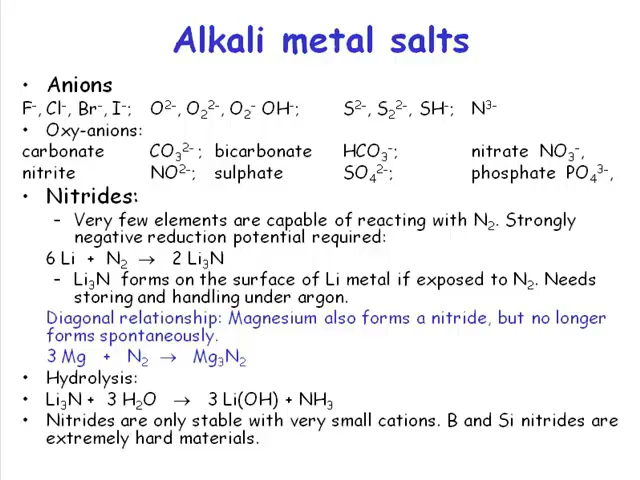 Alkali metal salts
• Anions
F⁻, Cl⁻, Br⁻, I⁻; O²⁻, O₂²⁻, O₂⁻ OH⁻; S²⁻, S₂²⁻, SH⁻; N³⁻
• Oxy-anions:
carbonate CO₃²⁻; bicarbonate HCO₃⁻; nitrate NO₃⁻,
nitrite NO²⁻; sulphate SO₄²⁻; phosphate PO₄³⁻,
• Nitrides:
– Very few elements are capable of reacting with N₂. Strongly
negative reduction potential required:
6 Li + N₂ → 2 Li₃N
– Li₃N forms on the surface of Li metal if exposed to N₂. Needs
storing and handling under argon.
Diagonal relationship: Magnesium also forms a nitride, but no longer
forms spontaneously.
3 Mg + N₂ → Mg₃N₂
• Hydrolysis:
• Li₃N + 3 H₂O → 3 Li(OH) + NH₃
• Nitrides are only stable with very small cations. B and Si nitrides are
extremely hard materials.